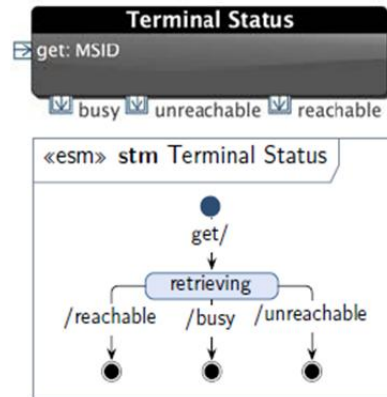 Terminal Status
get: MSID
busy unreachable reachable
«esm» stm Terminal Status
get/
retrieving
/reachable /busy /unreachable